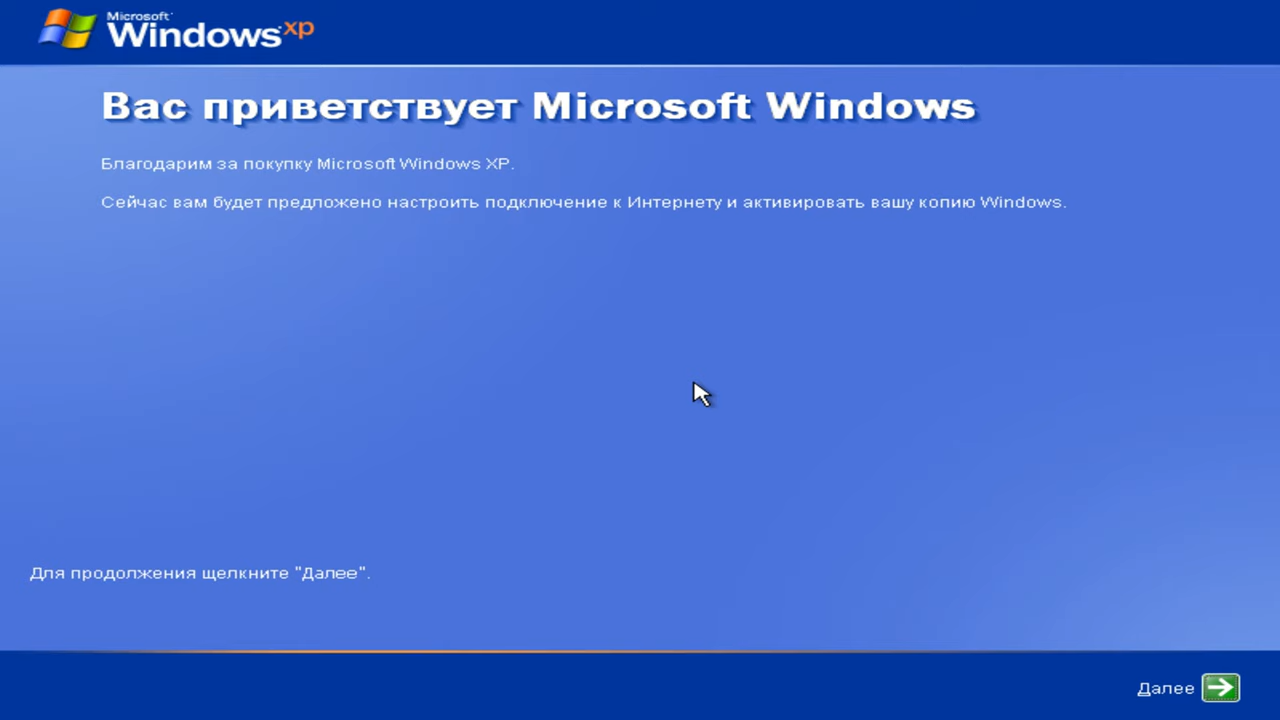 Microsoft
Windows xp
Вас приветствует Microsoft Windows
Благодарим за покупку Microsoft Windows XP.
Сейчас вам будет предложено настроить подключение к Интернету и активировать вашу копию Windows.
Для продолжения щелкните "Далее".
Далее